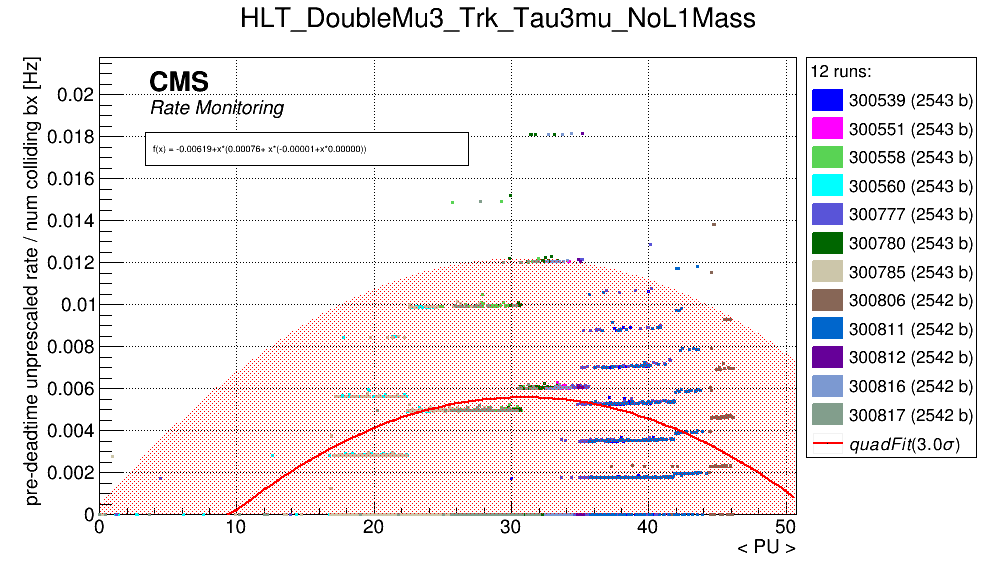 HLT_DoubleMu3_Trk_Tau3mu_NoL1Mass
pre-deadtime unprescaled rate / num colliding bx [Hz]
CMS
Rate Monitoring
f(x) = -0.00619+x*(0.00076+ x*(-0.00001+x*0.00000))
0.02
0.018
0.016
0.014
0.012
0.01
0.008
0.006
0.004
0.002
0
0 10 20 30 40 50
< PU >
12 runs:
300539 (2543 b)
300551 (2543 b)
300558 (2543 b)
300560 (2543 b)
300777 (2543 b)
300780 (2543 b)
300785 (2543 b)
300806 (2542 b)
300811 (2542 b)
300812 (2542 b)
300816 (2542 b)
300817 (2542 b)
quadFit(3.0σ)